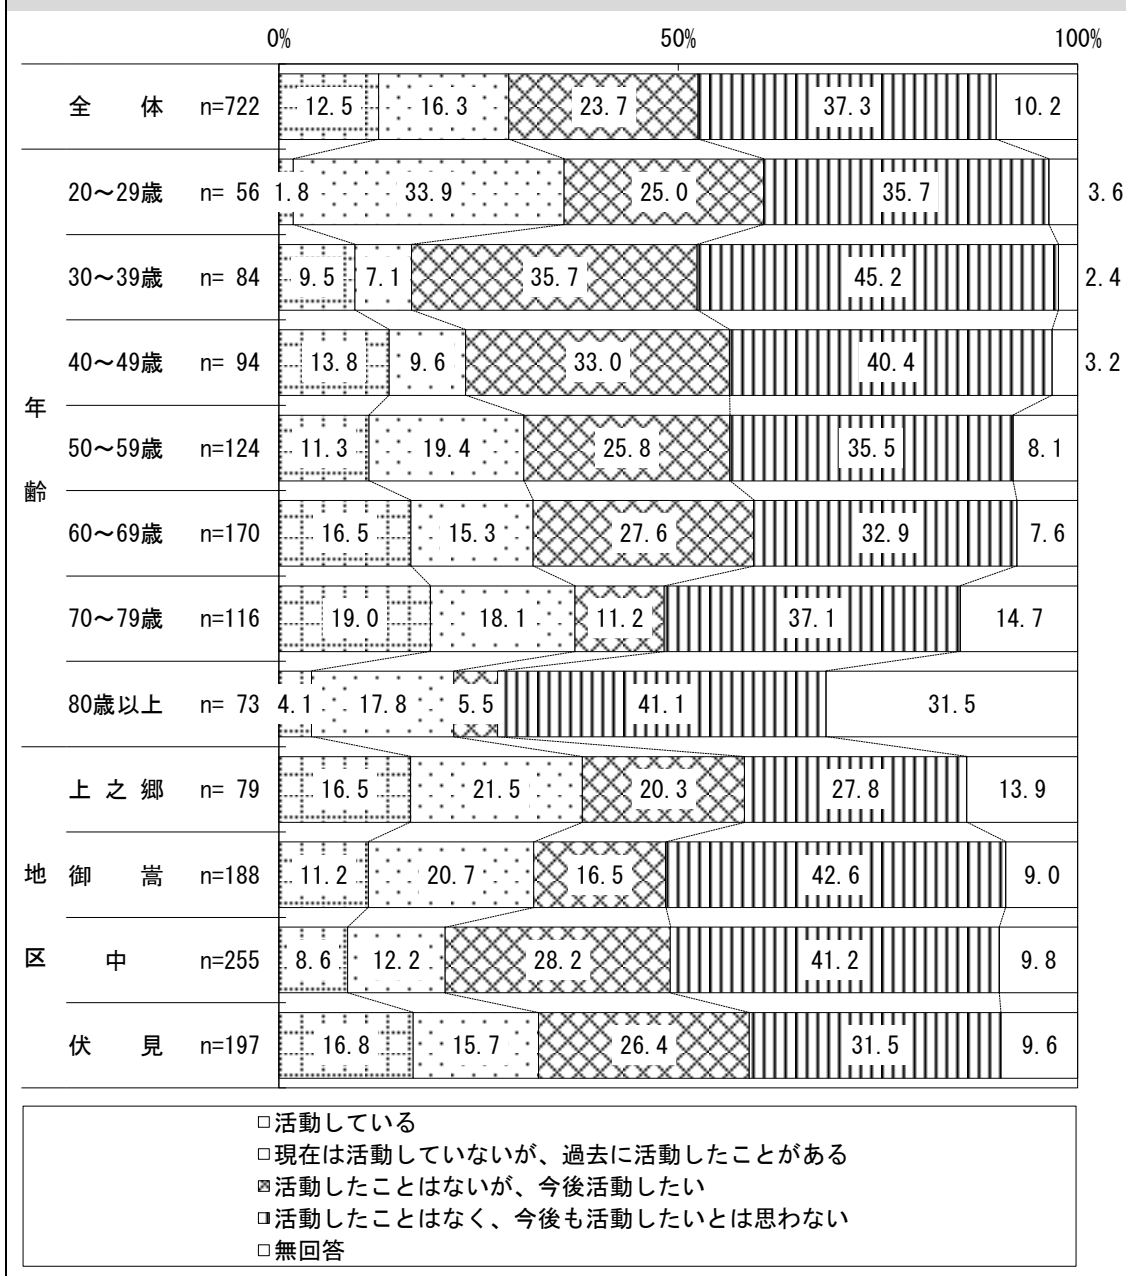 0% 50% 100%
全 体 n=722 12.5 16.3 23.7 37.3 10.2
20～29歳 n= 56 1.8 33.9 25.0 35.7 3.6
30～39歳 n= 84 9.5 7.1 35.7 45.2 2.4
40～49歳 n= 94 13.8 9.6 33.0 40.4 3.2
年
50～59歳 n=124 11.3 19.4 25.8 35.5 8.1
齢
60～69歳 n=170 16.5 15.3 27.6 32.9 7.6
70～79歳 n=116 19.0 18.1 11.2 37.1 14.7
80歳以上 n= 73 4.1 17.8 5.5 41.1 31.5
上 之 郷 n= 79 16.5 21.5 20.3 27.8 13.9
地 御 嵩 n=188 11.2 20.7 16.5 42.6 9.0
区 中 n=255 8.6 12.2 28.2 41.2 9.8
伏 見 n=197 16.8 15.7 26.4 31.5 9.6
活動している
現在は活動していないが、過去に活動したことがある
活動したことはないが、今後活動したい
活動したことはなく、今後も活動したいとは思わない
無回答